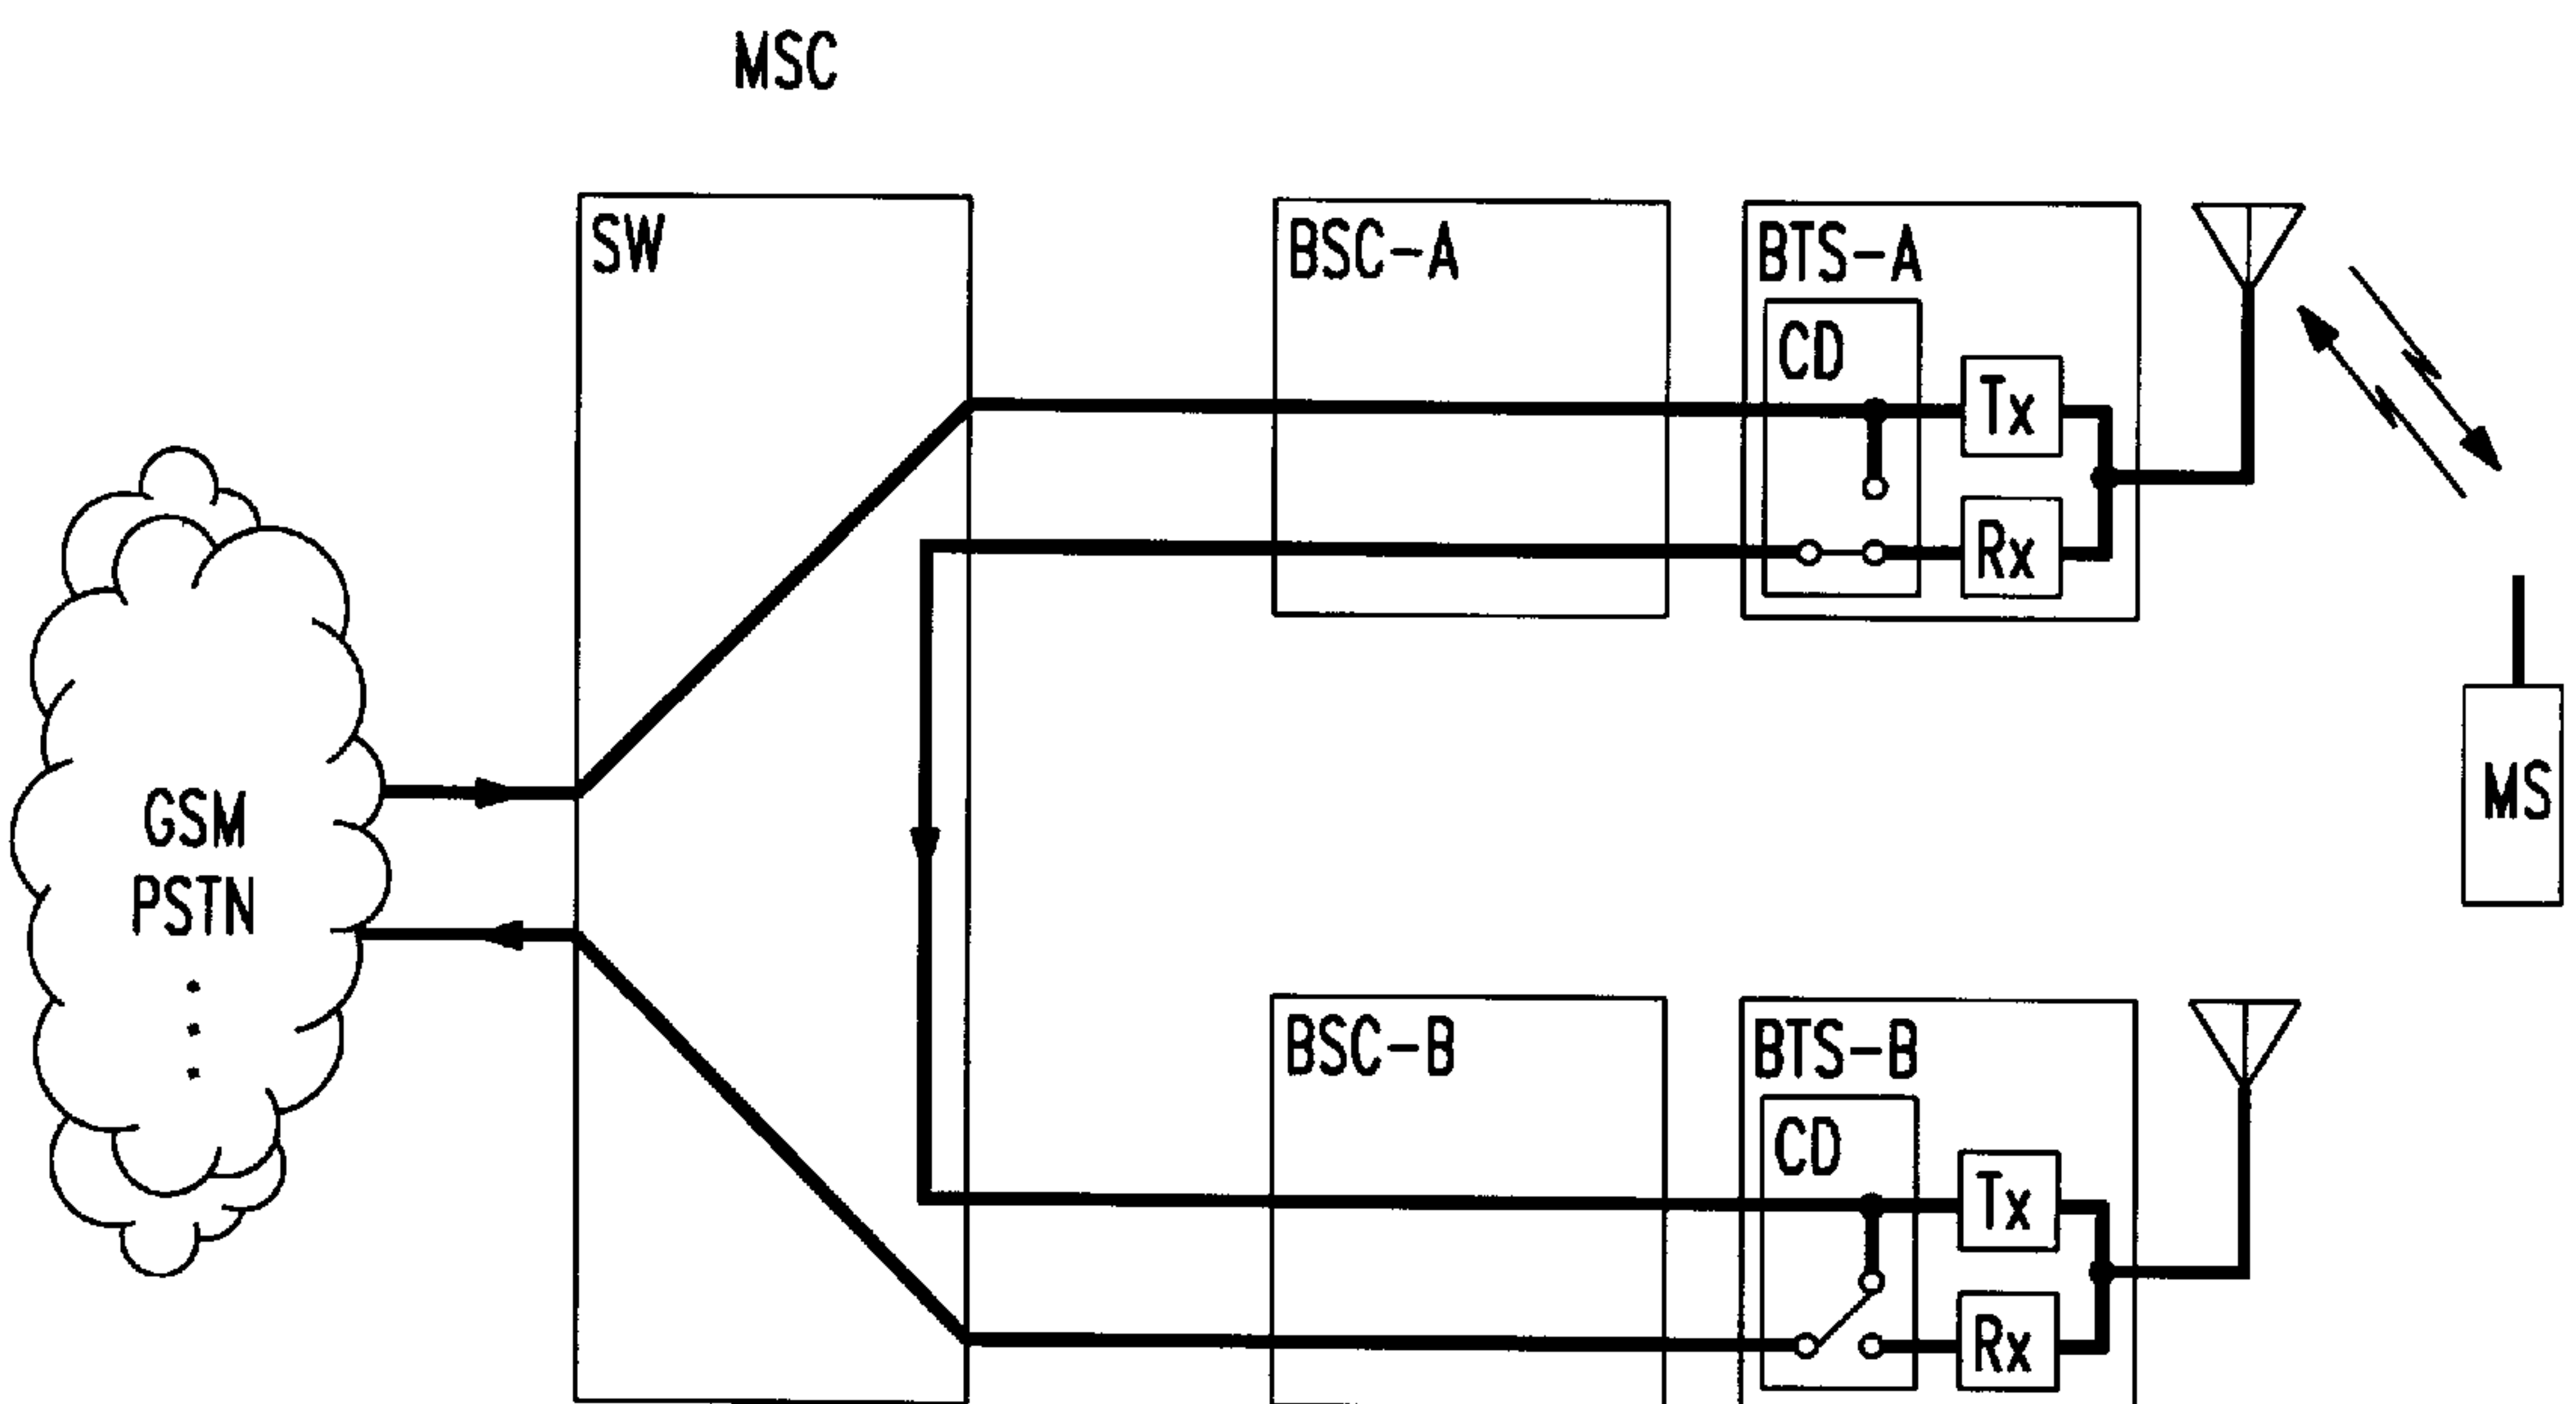 MSC
SW
BSC-A
BTS-A
CD
Tx
Rx
MS
GSM
PSTN
BSC-B
BTS-B
CD
Tx
Rx